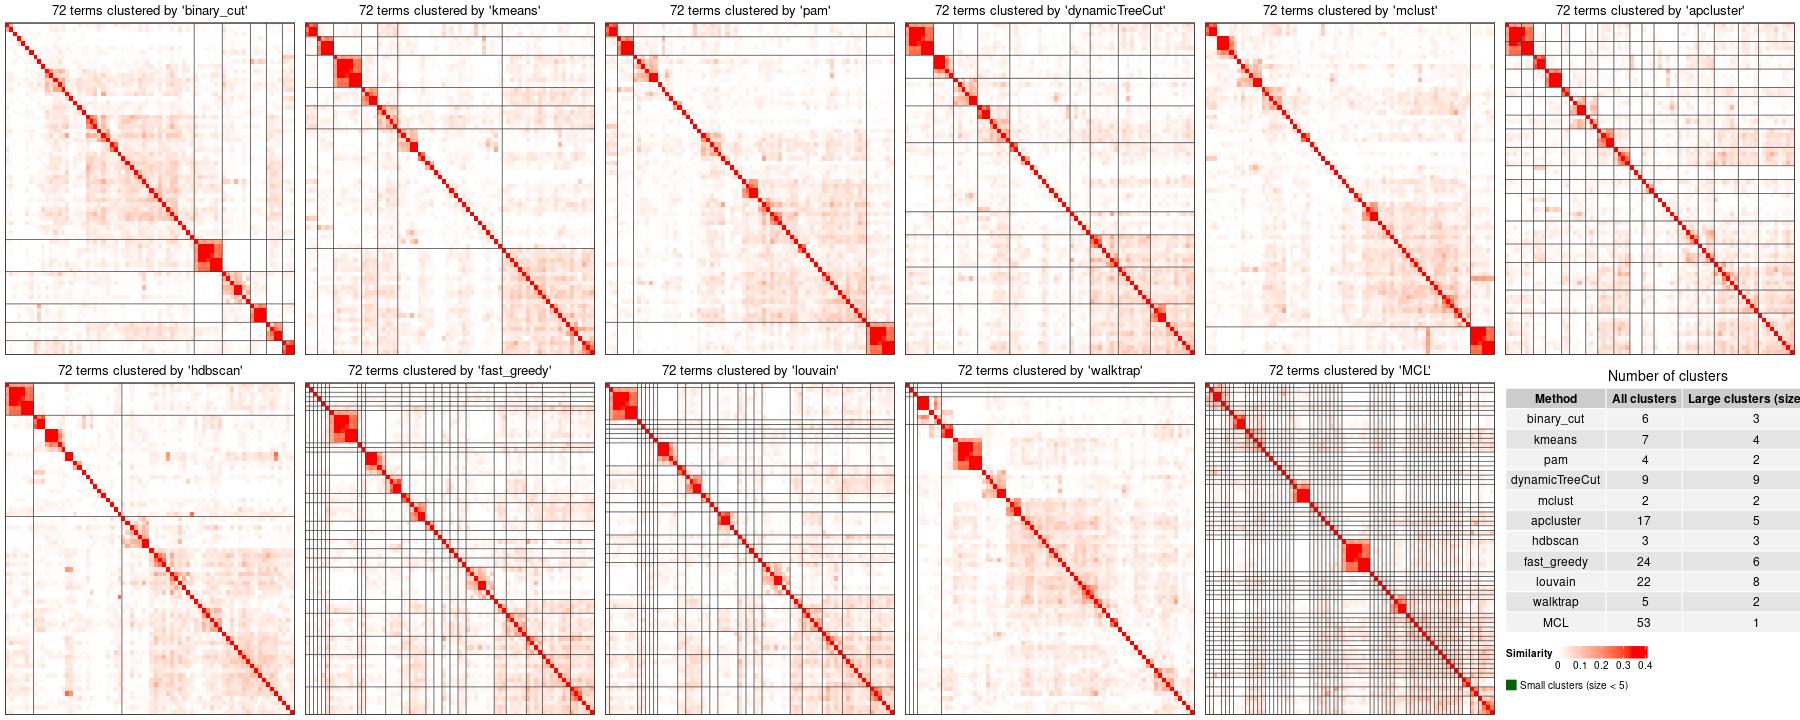 72 terms clustered by 'binary_cut'
72 terms clustered by 'kmeans'
72 terms clustered by 'pam'
72 terms clustered by 'dynamicTreeCut'
72 terms clustered by 'mclust'
72 terms clustered by 'apcluster'
72 terms clustered by 'hdbscan'
72 terms clustered by 'fast_greedy'
72 terms clustered by 'louvain'
72 terms clustered by 'walktrap'
72 terms clustered by 'MCL'
Number of clusters
Method All clusters Large clusters (size
binary_cut 6 3
kmeans 7 4
pam 4 2
dynamicTreeCut 9 9
mclust 2 2
apcluster 17 5
hdbscan 3 3
fast_greedy 24 6
louvain 22 8
walktrap 5 2
MCL 53 1
Similarity
0 0.1 0.2 0.3 0.4
Small clusters (size < 5)